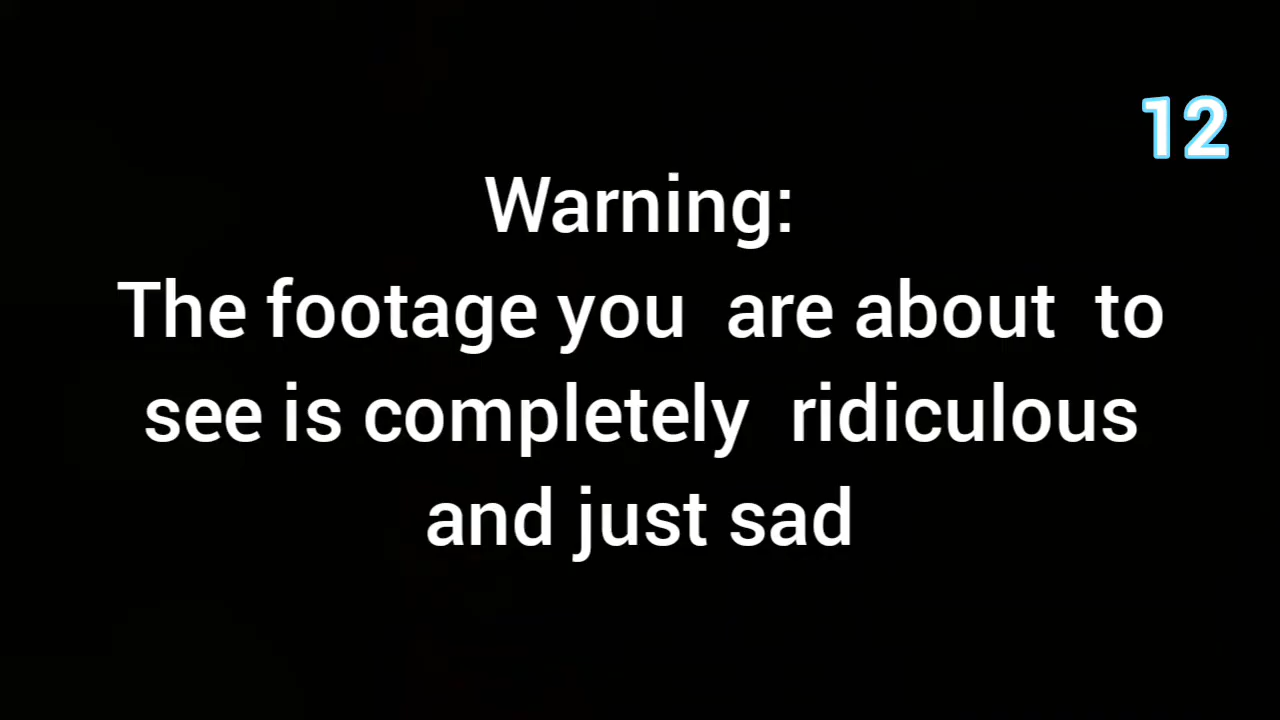 12
Warning:
The footage you  are about  to
see is completely  ridiculous
and just sad